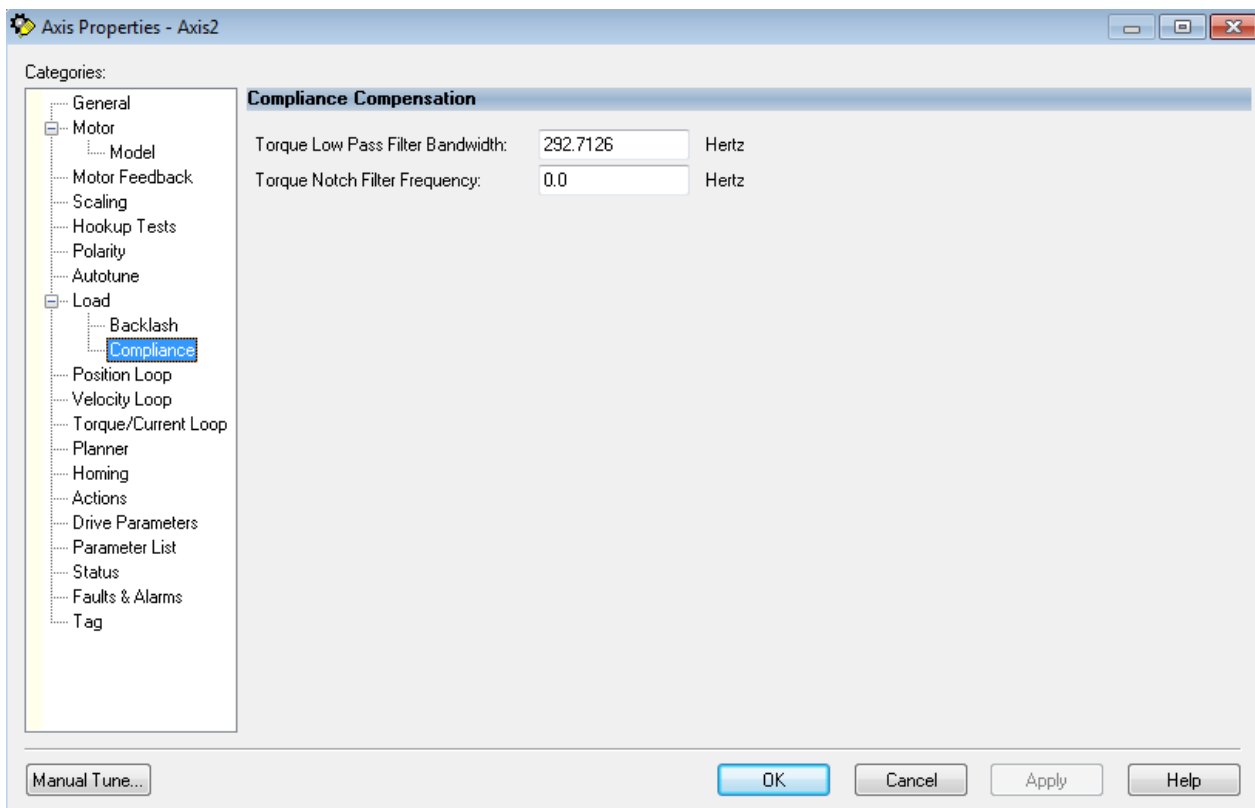 Axis Properties - Axis2
Categories:
General
Motor
Model
Motor Feedback
Scaling
Hookup Tests
Polarity
Autotune
Load
Backlash
Compliance
Position Loop
Velocity Loop
Torque/Current Loop
Planner
Homing
Actions
Drive Parameters
Parameter List
Status
Faults & Alarms
Tag
Compliance Compensation
Torque Low Pass Filter Bandwidth: 292.7126 Hertz
Torque Notch Filter Frequency: 0.0 Hertz
Manual Tune... OK Cancel Apply Help